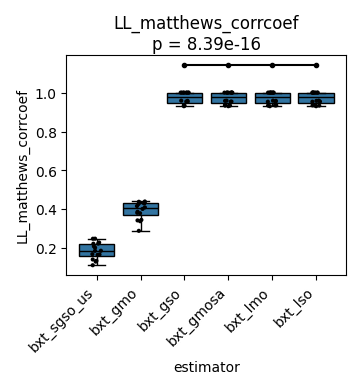 LL_matthews_corrcoef
p = 8.39e-16
LL_matthews_corrcoef
1.0
0.8
0.6
0.4
0.2
bxt_sgso_us
bxt_gmo
bxt_gso
bxt_gmosa
bxt_lmo
bxt_lso
estimator